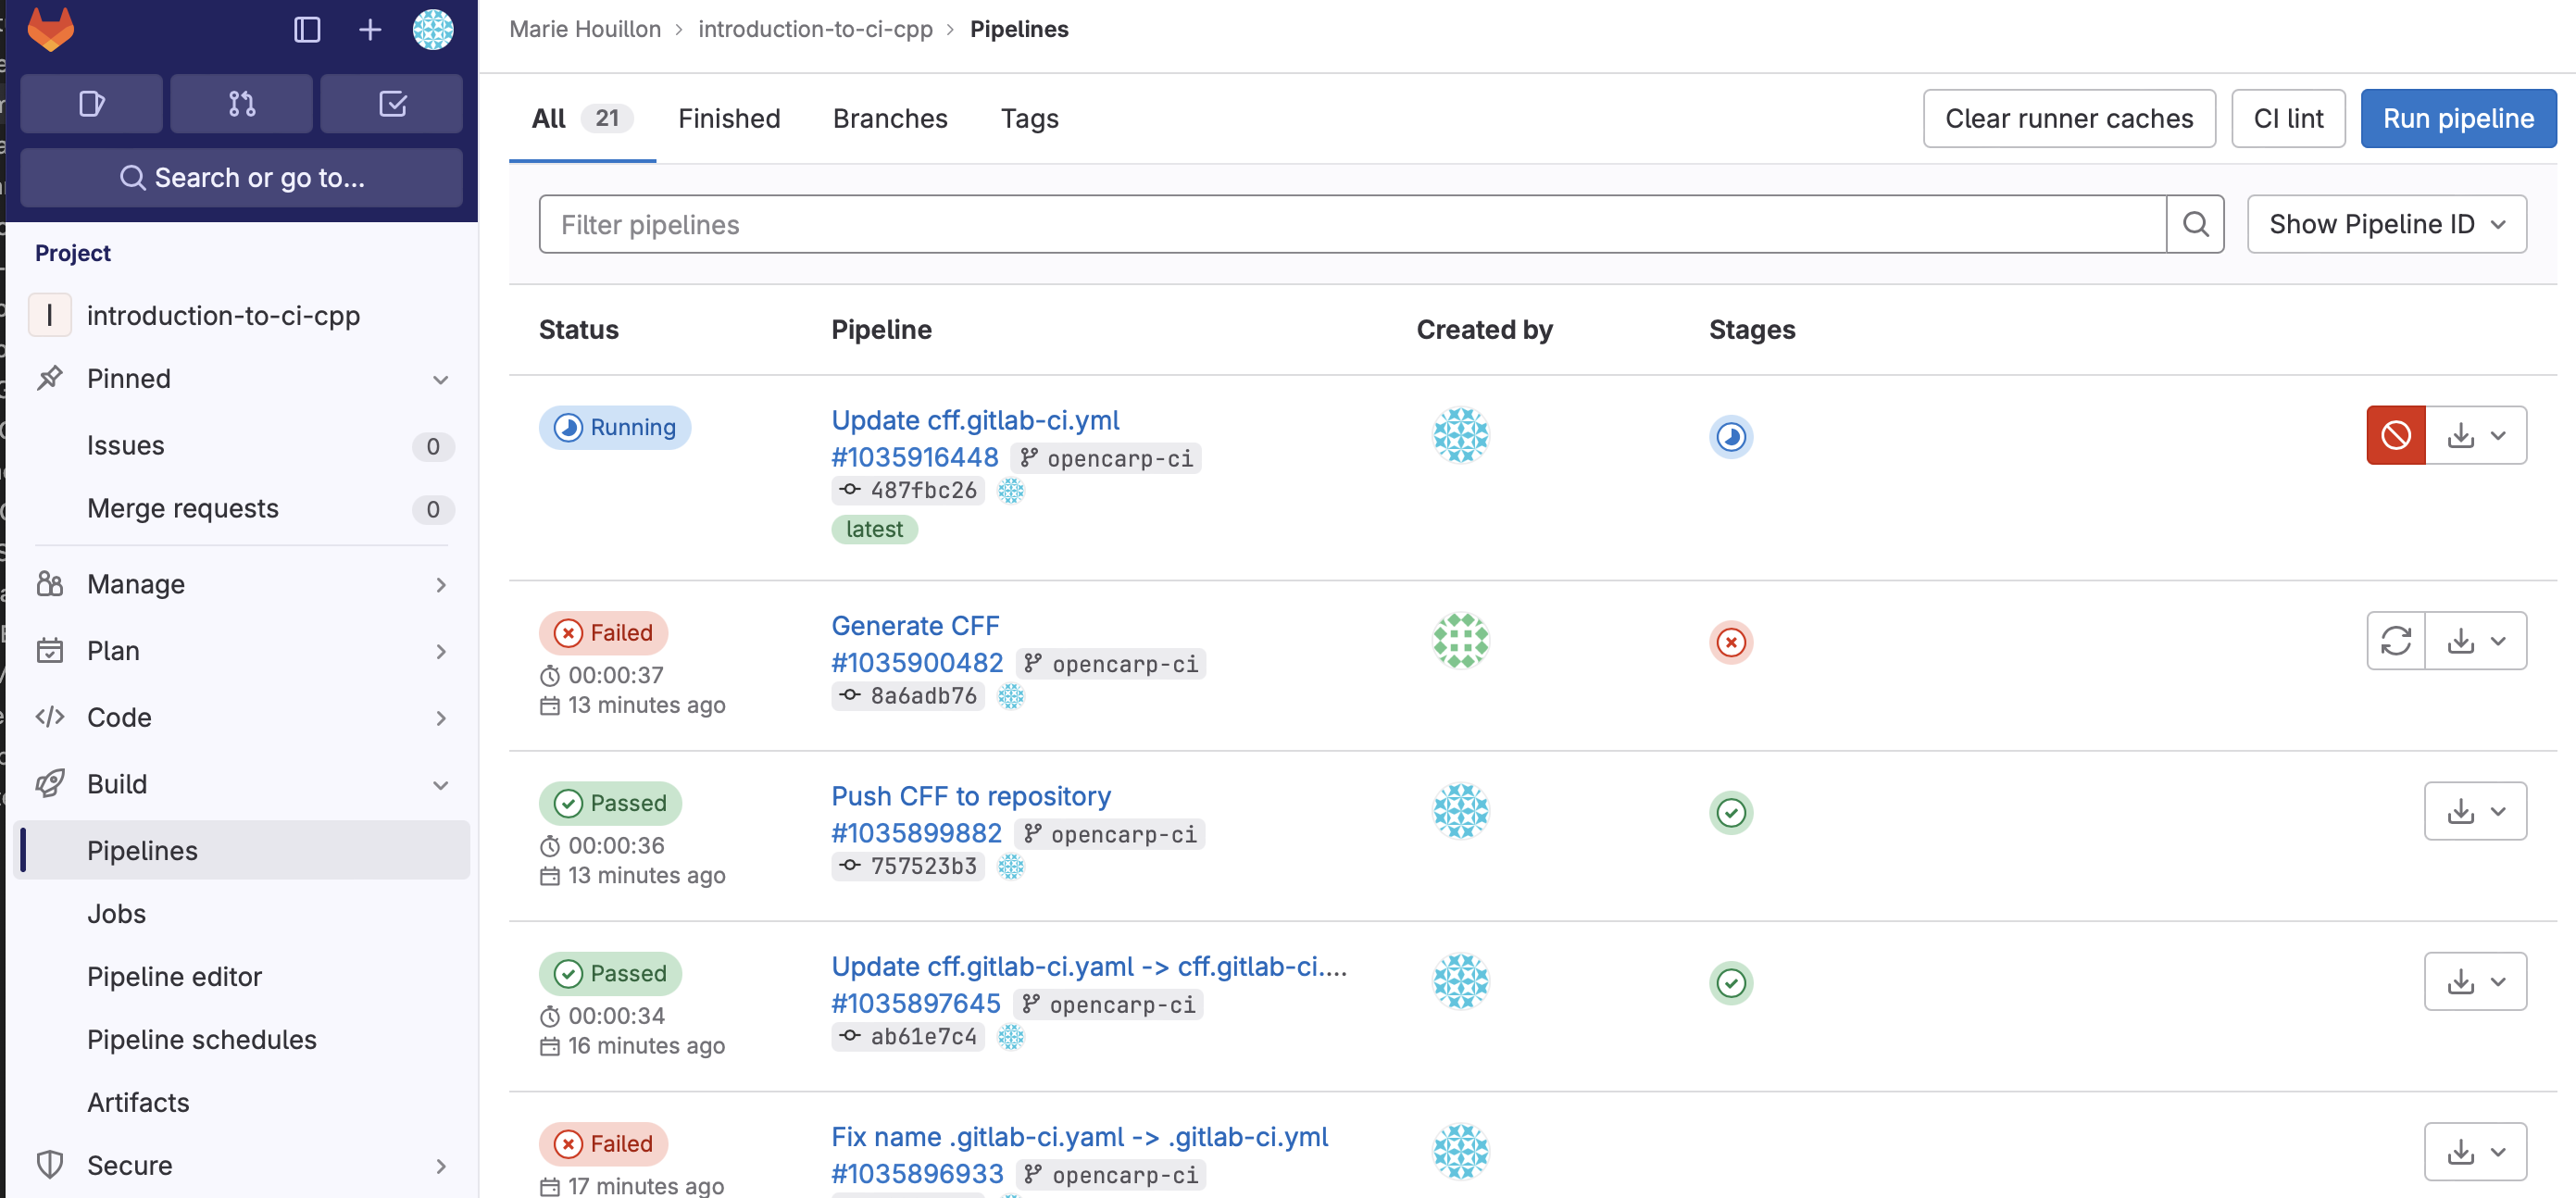 Marie Houillon > introduction-to-ci-cpp > Pipelines
All 21 Finished Branches Tags Clear runner caches CI lint Run pipeline
Search or go to...
Filter pipelines Show Pipeline ID
Project
I introduction-to-ci-cpp
Pinned
Issues 0
Merge requests 0
Manage
Plan
Code
Build
Pipelines
Jobs
Pipeline editor
Pipeline schedules
Artifacts
Secure
Status Pipeline Created by Stages
Running
Update cff.gitlab-ci.yml
#1035916448 opencarp-ci
487fbc26
latest
Failed
00:00:37
13 minutes ago
Generate CFF
#1035900482 opencarp-ci
8a6adb76
Passed
00:00:36
13 minutes ago
Push CFF to repository
#1035899882 opencarp-ci
757523b3
Passed
00:00:34
16 minutes ago
Update cff.gitlab-ci.yaml -> cff.gitlab-ci....
#1035897645 opencarp-ci
ab61e7c4
Failed
17 minutes ago
Fix name .gitlab-ci.yaml -> .gitlab-ci.yml
#1035896933 opencarp-ci